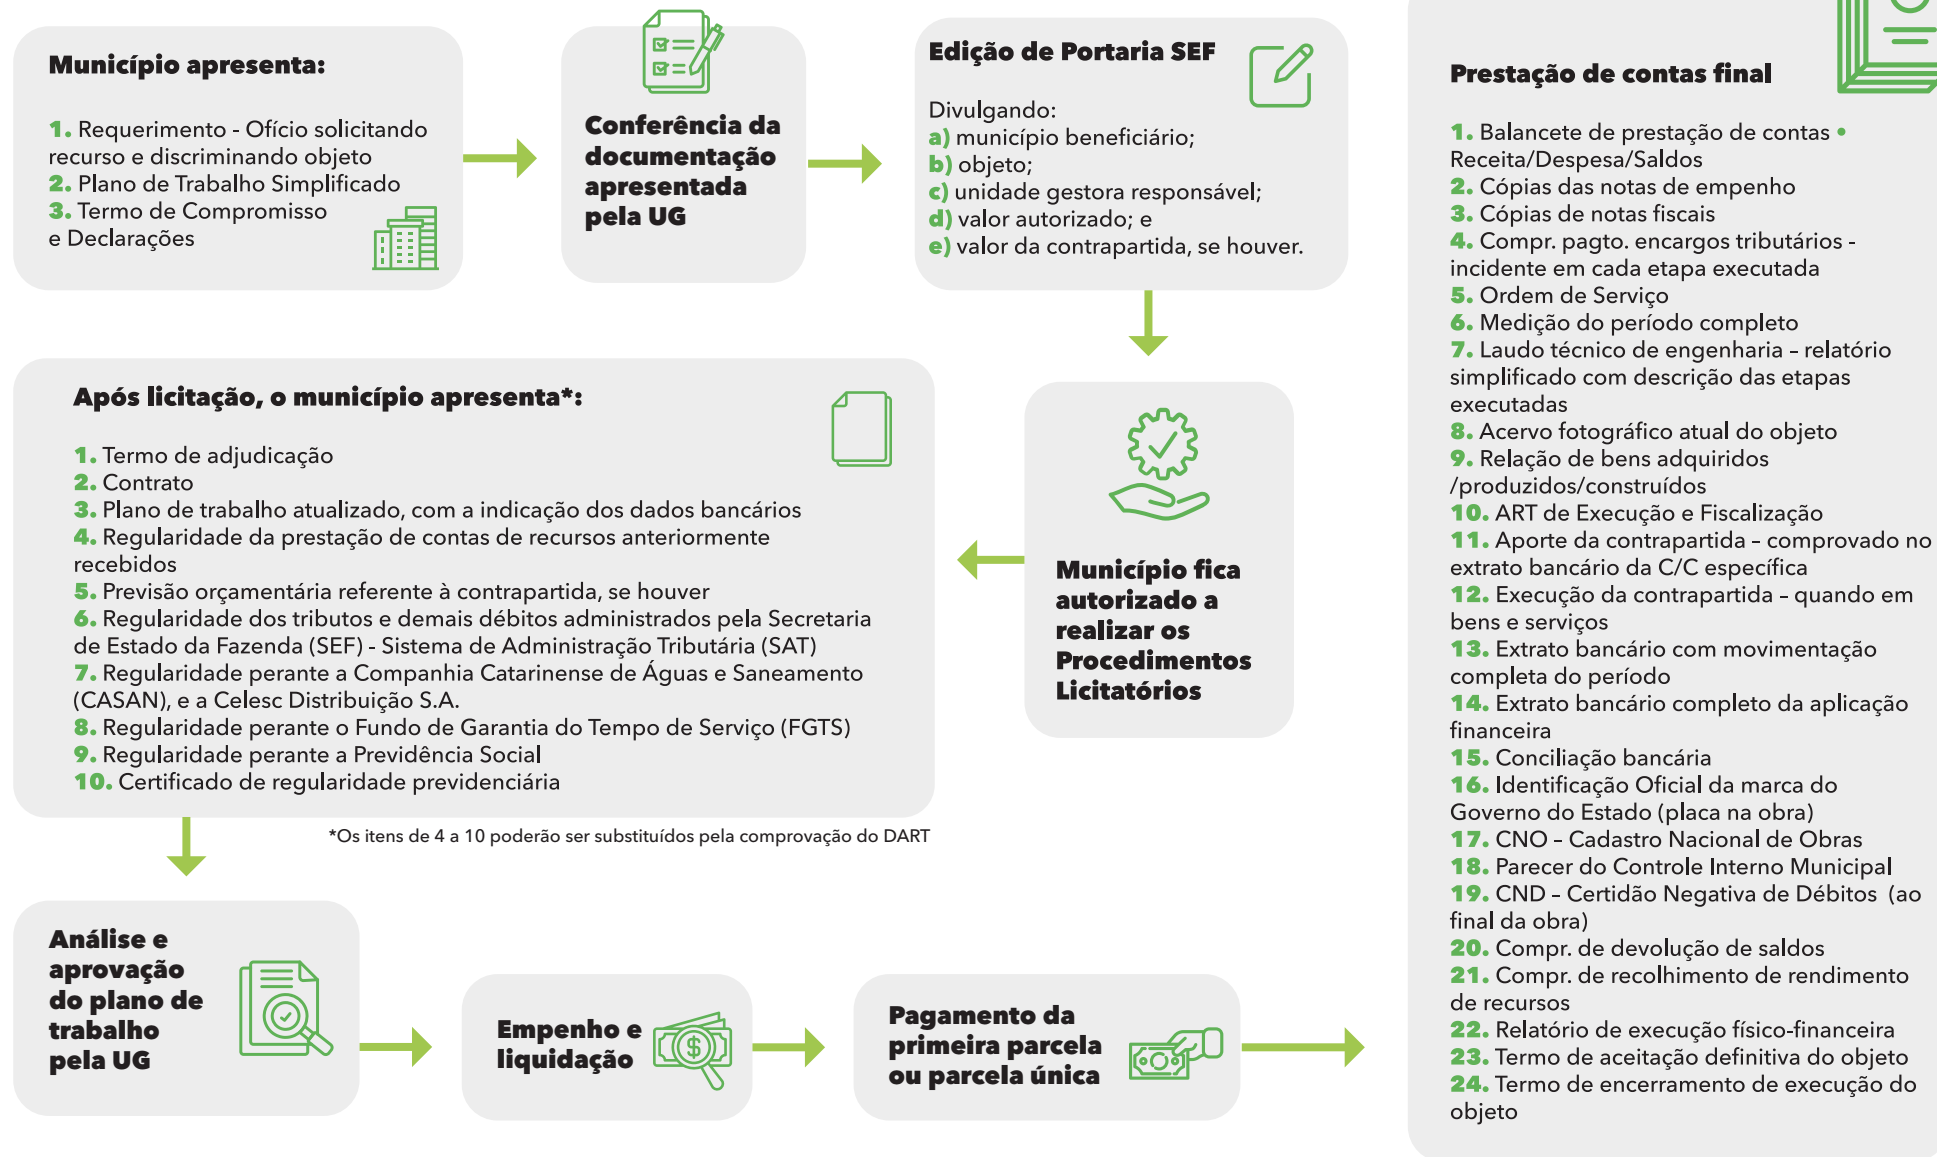 Município apresenta:
1. Requerimento - Ofício solicitando
recurso e discriminando objeto
2. Plano de Trabalho Simplificado
3. Termo de Compromisso
e Declarações
Conferência da
documentação
apresentada
pela UG
Edição de Portaria SEF
Divulgando:
a) município beneficiário;
b) objeto;
c) unidade gestora responsável;
d) valor autorizado; e
e) valor da contrapartida, se houver.
Município fica
autorizado a
realizar os
Procedimentos
Licitatórios
Após licitação, o município apresenta*:
1. Termo de adjudicação
2. Contrato
3. Plano de trabalho atualizado, com a indicação dos dados bancários
4. Regularidade da prestação de contas de recursos anteriormente
recebidos
5. Previsão orçamentária referente à contrapartida, se houver
6. Regularidade dos tributos e demais débitos administrados pela Secretaria
de Estado da Fazenda (SEF) - Sistema de Administração Tributária (SAT)
7. Regularidade perante a Companhia Catarinense de Águas e Saneamento
(CASAN), e a Celesc Distribuição S.A.
8. Regularidade perante o Fundo de Garantia do Tempo de Serviço (FGTS)
9. Regularidade perante a Previdência Social
10. Certificado de regularidade previdenciária
*Os itens de 4 a 10 poderão ser substituídos pela comprovação do DART
Análise e
aprovação
do plano de
trabalho
pela UG
Empenho e
liquidação
$
Pagamento da
primeira parcela
ou parcela única
Prestação de contas final
1. Balancete de prestação de contas •
Receita/Despesa/Saldos
2. Cópias das notas de empenho
3. Cópias de notas fiscais
4. Compr. pagto. encargos tributários -
incidente em cada etapa executada
5. Ordem de Serviço
6. Medição do período completo
7. Laudo técnico de engenharia – relatório
simplificado com descrição das etapas
executadas
8. Acervo fotográfico atual do objeto
9. Relação de bens adquiridos
/produzidos/construídos
10. ART de Execução e Fiscalização
11. Aporte da contrapartida – comprovado no
extrato bancário da C/C específica
12. Execução da contrapartida – quando em
bens e serviços
13. Extrato bancário com movimentação
completa do período
14. Extrato bancário completo da aplicação
financeira
15. Conciliação bancária
16. Identificação Oficial da marca do
Governo do Estado (placa na obra)
17. CNO – Cadastro Nacional de Obras
18. Parecer do Controle Interno Municipal
19. CND – Certidão Negativa de Débitos (ao
final da obra)
20. Compr. de devolução de saldos
21. Compr. de recolhimento de rendimento
de recursos
22. Relatório de execução físico-financeira
23. Termo de aceitação definitiva do objeto
24. Termo de encerramento de execução do
objeto